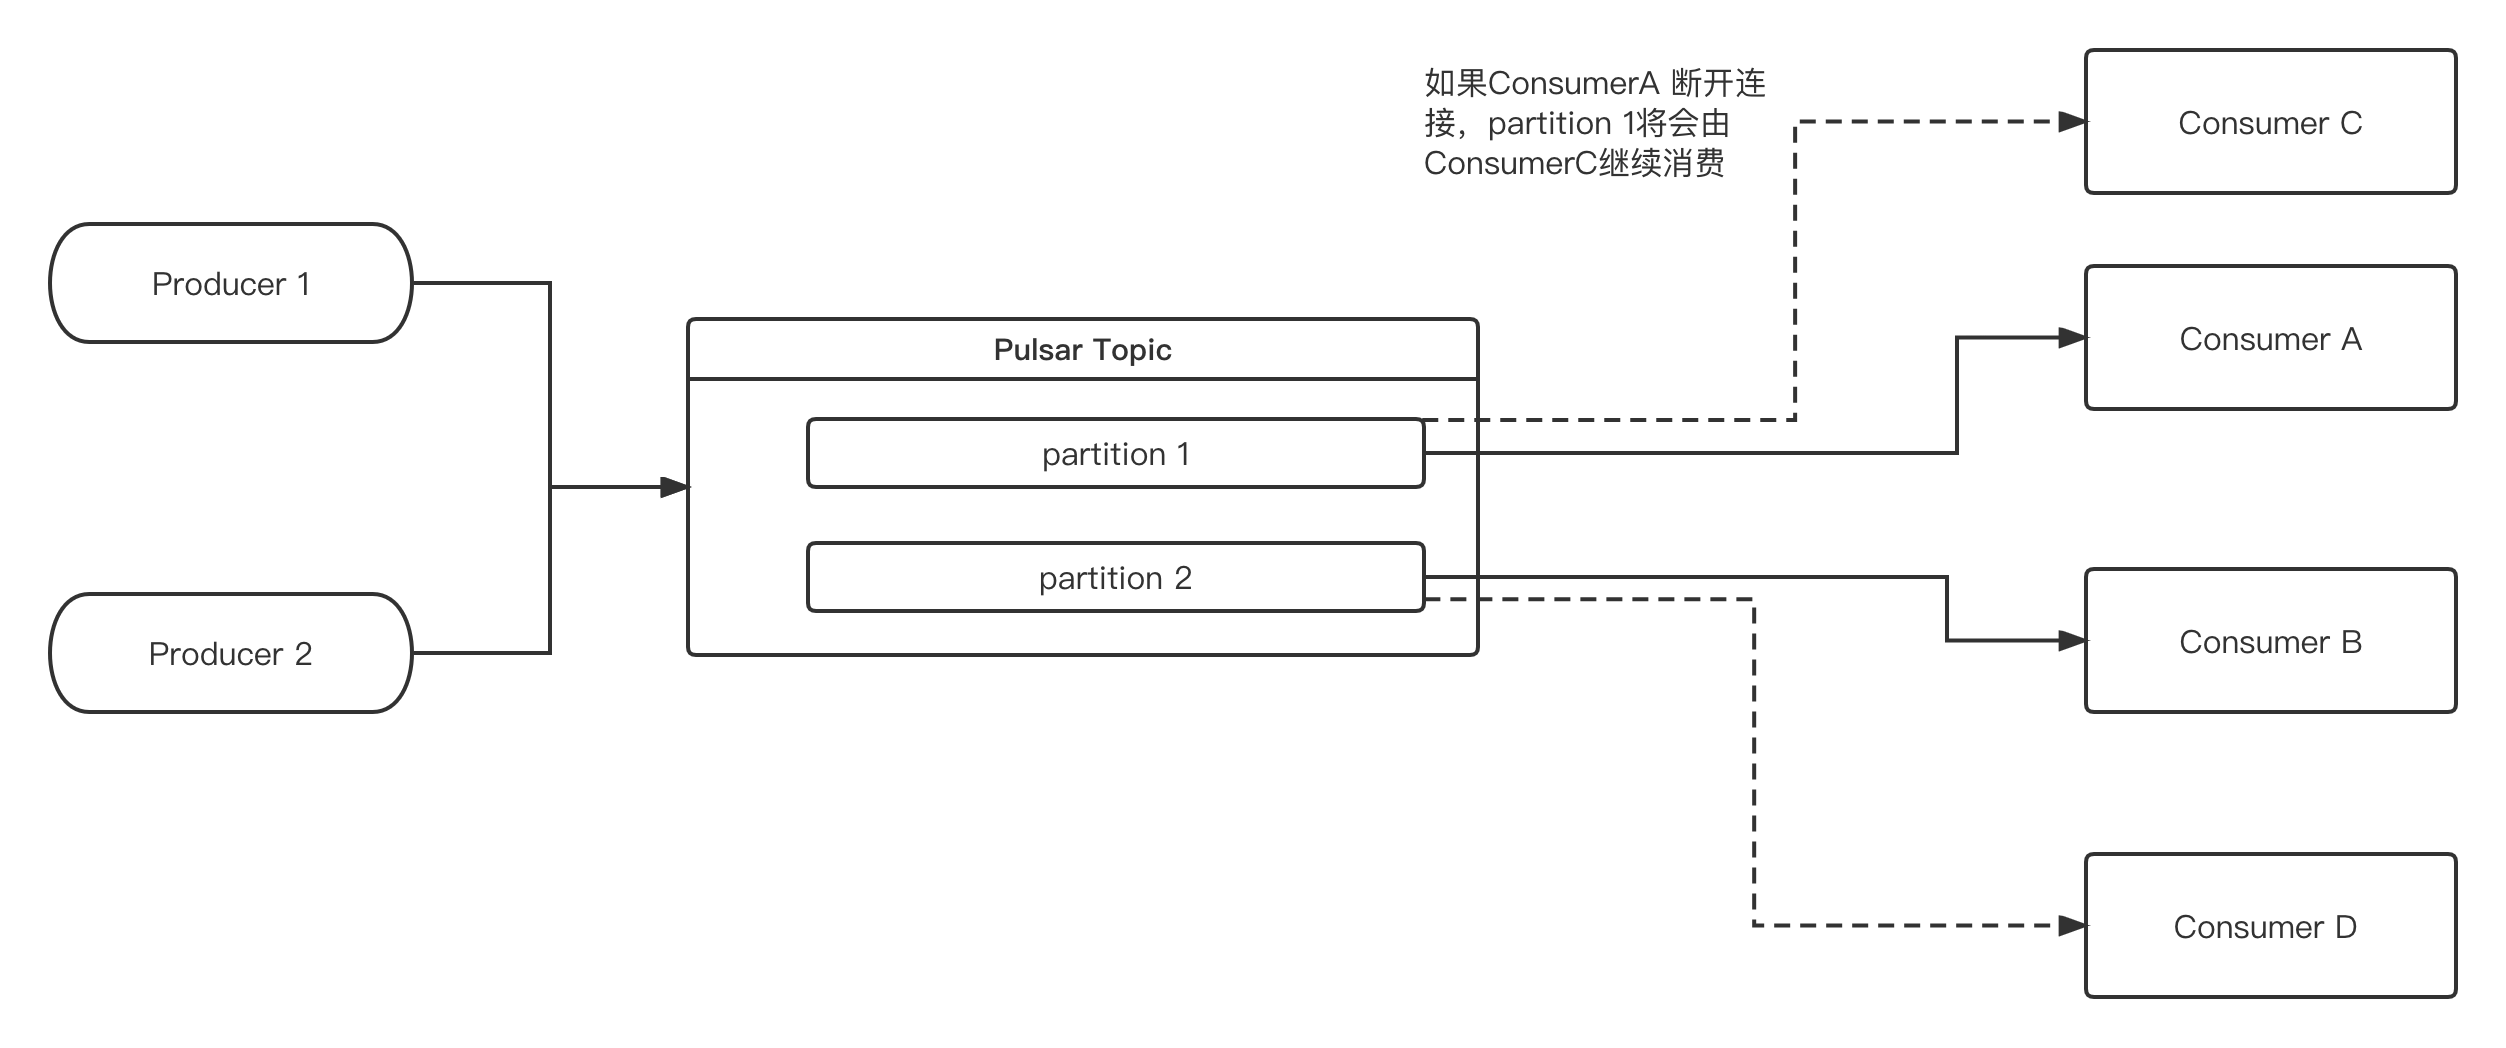 如果ConsumerA 断开连
接，partition 1将会由
ConsumerC继续消费
Consumer C
Producer 1
Pulsar Topic
Consumer A
partition 1
partition 2
Producer 2
Consumer B
Consumer D